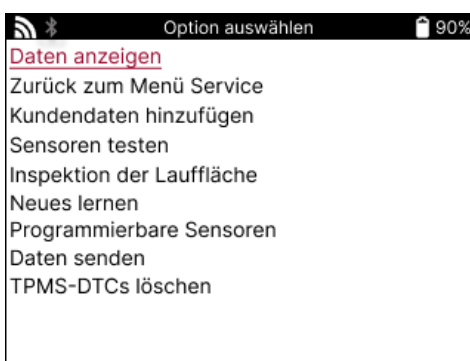 Option auswählen 90%
Daten anzeigen
Zurück zum Menü Service
Kundendaten hinzufügen
Sensoren testen
Inspektion der Lauffläche
Neues lernen
Programmierbare Sensoren
Daten senden
TPMS-DTCs löschen